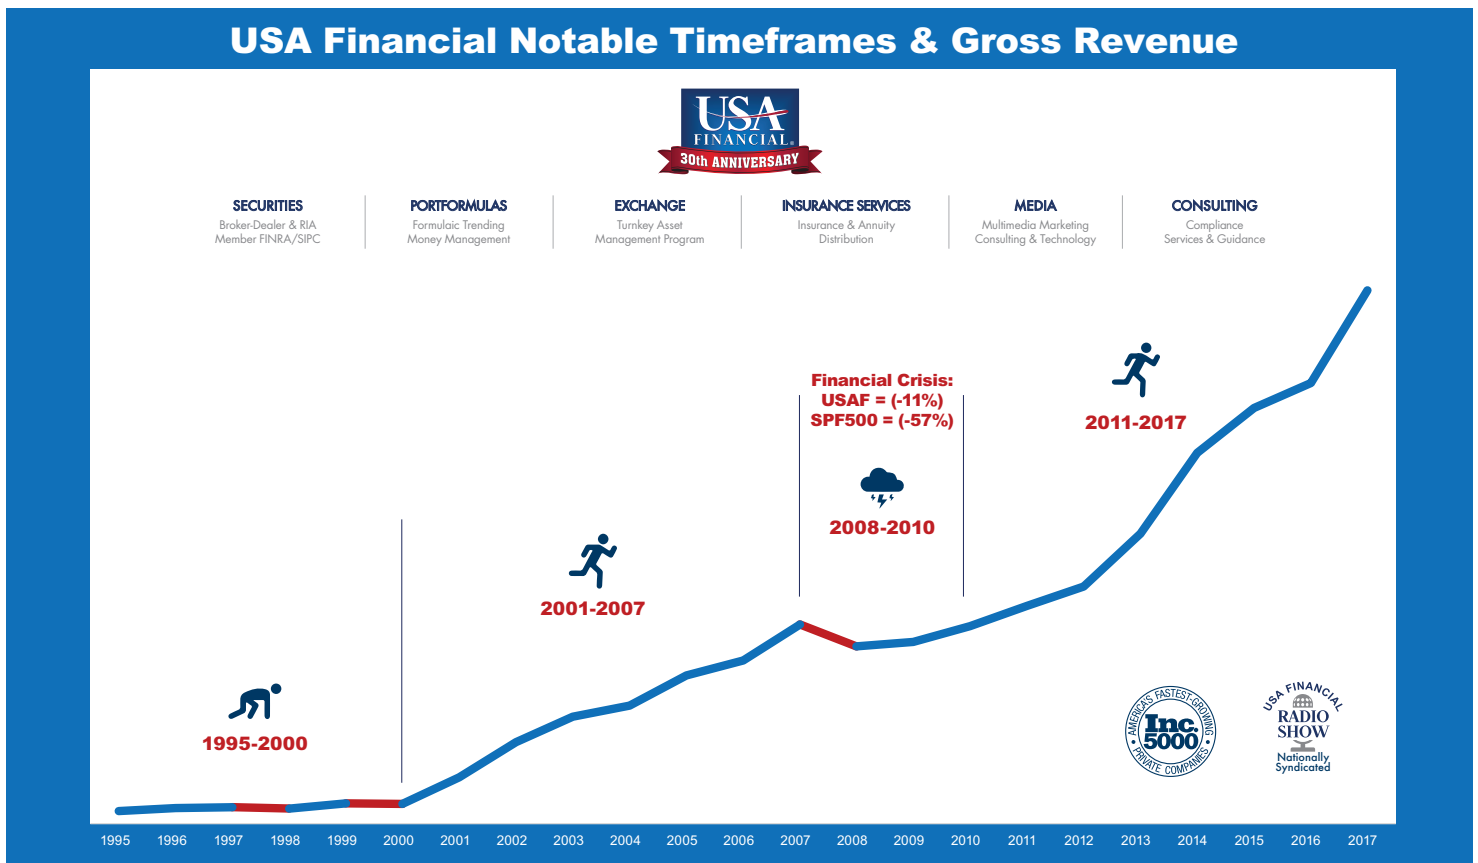 USA Financial Notable Timeframes & Gross Revenue
USA
FINANCIAL®
30th ANNIVERSARY
SECURITIES
Broker-Dealer & RIA
Member FINRA/SIPC
PORTFORMULAS
Formulaic Trending
Money Management
EXCHANGE
Turnkey Asset
Management Program
INSURANCE SERVICES
Insurance & Annuity
Distribution
MEDIA
Multimedia Marketing
Consulting & Technology
CONSULTING
Compliance
Services & Guidance
Financial Crisis:
USAF = (-11%)
SPF500 = (-57%)
2008-2010
2011-2017
2001-2007
1995-2000
AMERICA'S FASTEST-GROWING
Inc.
5000
• PRIVATE COMPANIES •
USA FINANCIAL
RADIO
SHOW
Nationally
Syndicated
1995 1996 1997 1998 1999 2000 2001 2002 2003 2004 2005 2006 2007 2008 2009 2010 2011 2012 2013 2014 2015 2016 2017